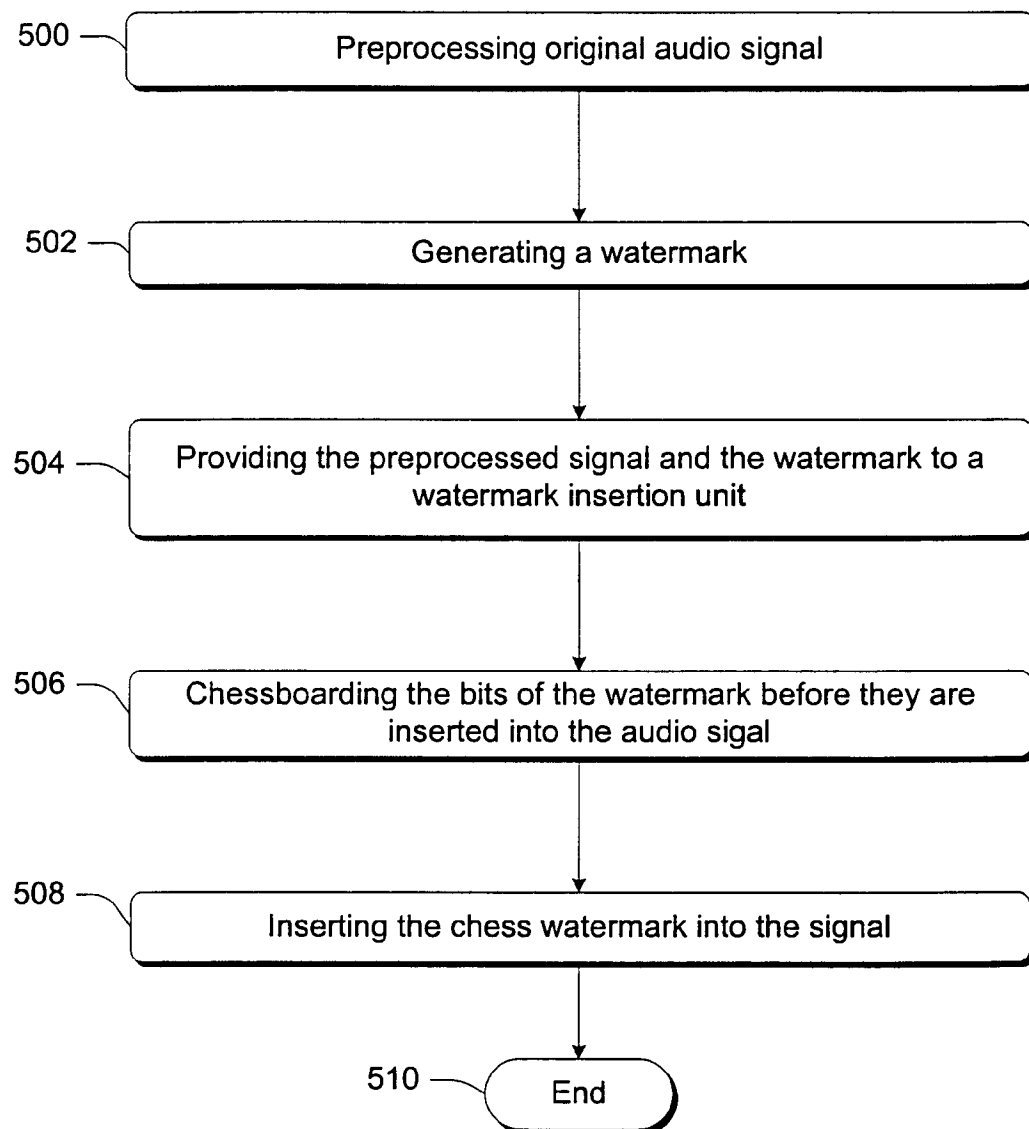 500
Preprocessing original audio signal
502
Generating a watermark
504
Providing the preprocessed signal and the watermark to a
watermark insertion unit
506
Chessboarding the bits of the watermark before they are
inserted into the audio sigal
508
Inserting the chess watermark into the signal
510
End